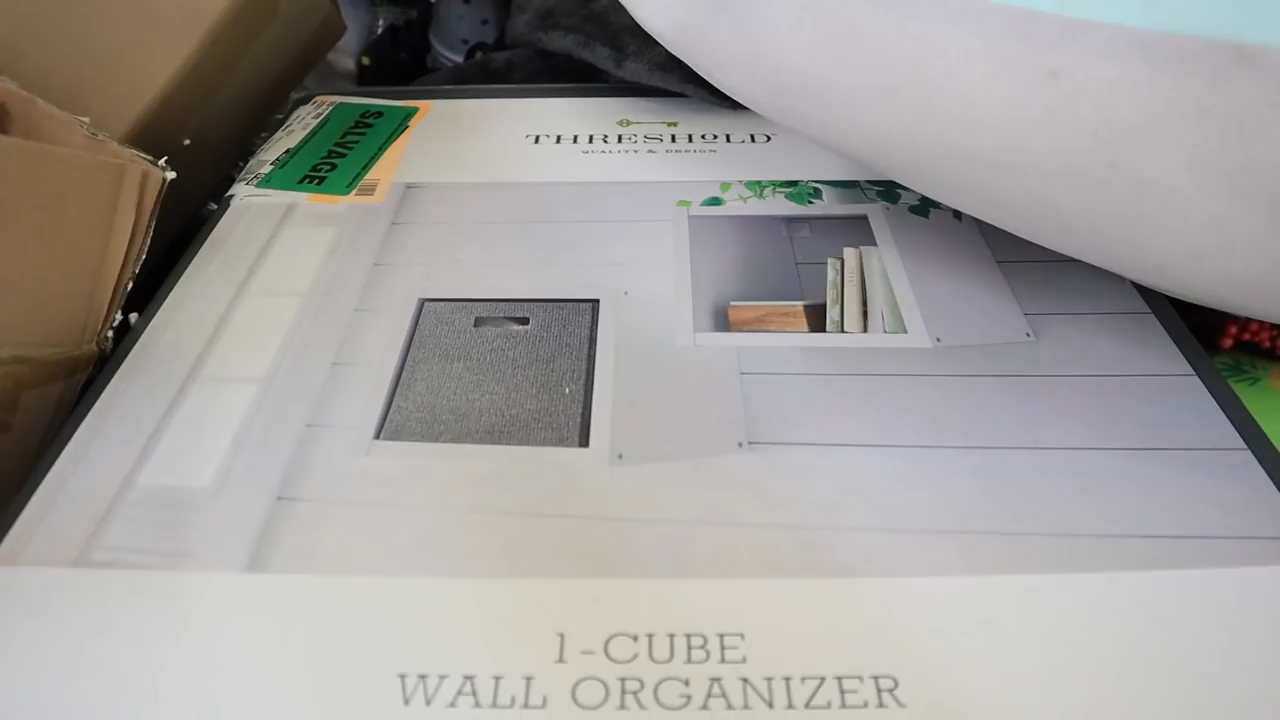 SALVAGE
THRESHOLD
QUALITY & DESIGN
1-CUBE
WALL ORGANIZER